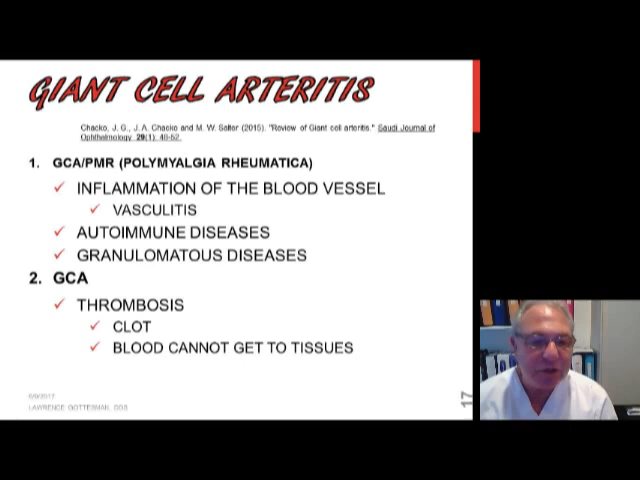 GIANT CELL ARTERITIS
Chacko, J. G., J. A. Chacko and M. W. Salter (2015). "Review of Giant cell arteritis." Saudi Journal of
Ophthalmology 29(1): 48-52.
1. GCA/PMR (POLYMYALGIA RHEUMATICA)
✓ INFLAMMATION OF THE BLOOD VESSEL
✓ VASCULITIS
✓ AUTOIMMUNE DISEASES
✓ GRANULOMATOUS DISEASES
2. GCA
✓ THROMBOSIS
✓ CLOT
✓ BLOOD CANNOT GET TO TISSUES
LAWRENCE GOTTESMAN, DDS
17